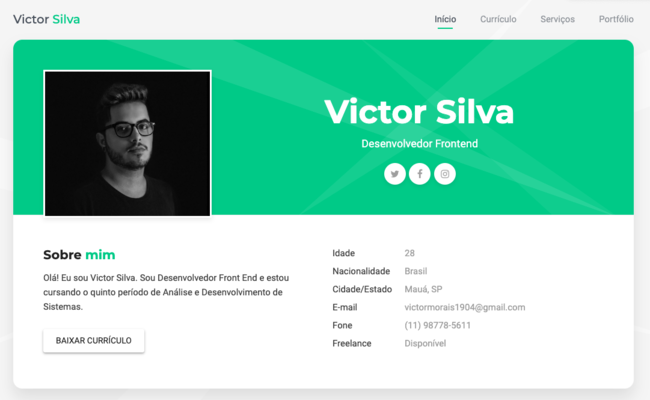 Victor Silva
Início Currículo Serviços Portfólio
Victor Silva
Desenvolvedor Frontend
Sobre mim
Olá! Eu sou Victor Silva. Sou Desenvolvedor Front End e estou
cursando o quinto período de Análise e Desenvolvimento de
Sistemas.
BAIXAR CURRÍCULO
Idade 28
Nacionalidade Brasil
Cidade/Estado Mauá, SP
E-mail victormorais1904@gmail.com
Fone (11) 98778-5611
Freelance Disponível